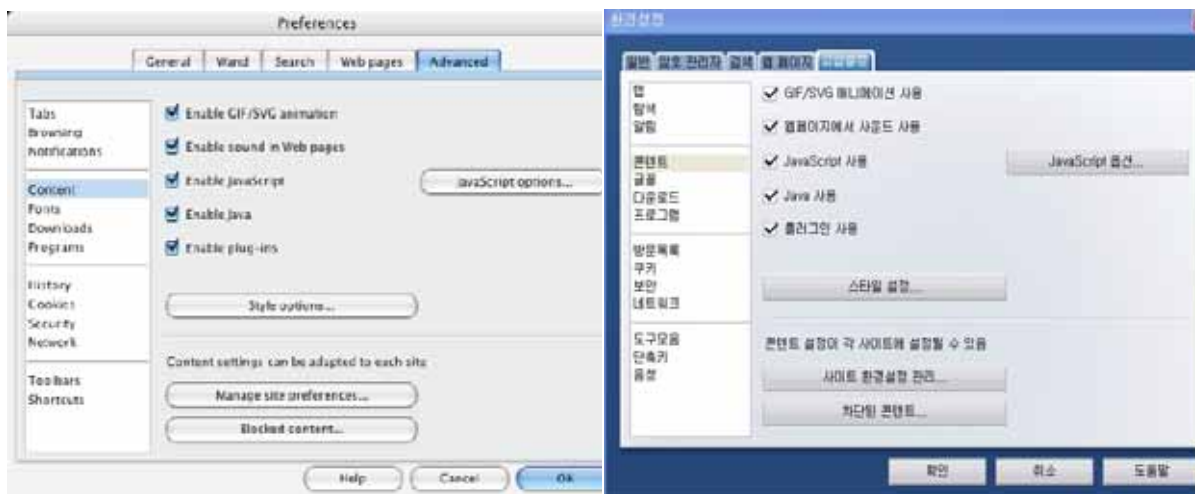 Preferences
General Wand Search Web pages Advanced
Tabs
Browsing
Notifications
Content
Fonts
Downloads
Programs
History
Cookies
Security
Network
Toolbars
Shortcuts
Enable GIF/SVG animation
Enable sound in Web pages
Enable JavaScript
JavaScript options...
Enable Java
Enable plug-ins
Style options...
Content settings can be adapted to each site
Manage site preferences...
Blocked content...
Help Cancel OK
환경설정
일반 암호 관리자 검색 웹 페이지
탭
탐색
알림
콘텐트
글꼴
다운로드
프로그램
방문목록
쿠키
보안
네트워크
도구모음
단축키
음성
GIF/SVG 애니메이션 사용
웹페이지에서 사운드 사용
JavaScript 사용
JavaScript 옵션...
Java 사용
플러그인 사용
스타일 설정...
콘텐트 설정이 각 사이트에 설정될 수 있음
사이트 환경설정 관리...
차단된 콘텐트...
확인 취소 도움말